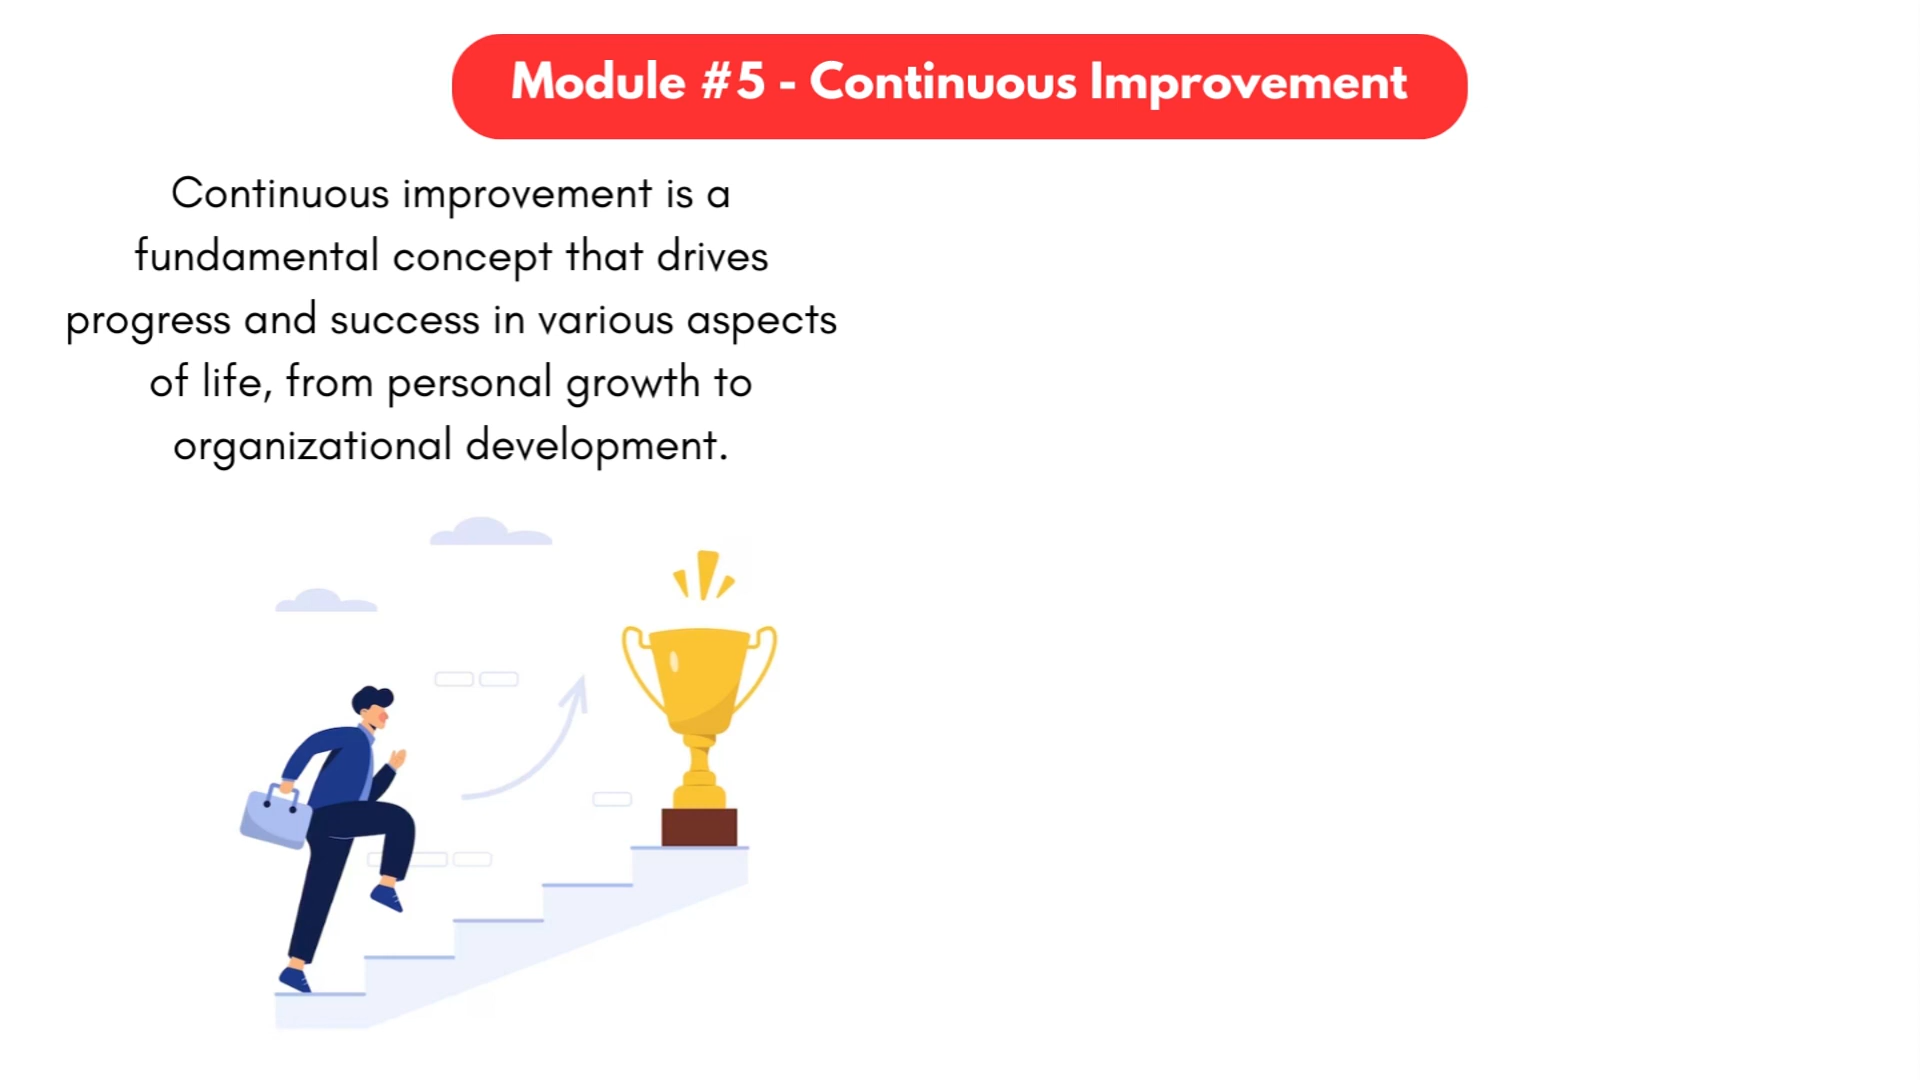 Module #5 - Continuous Improvement
Continuous improvement is a
fundamental concept that drives
progress and success in various aspects
of life, from personal growth to
organizational development.